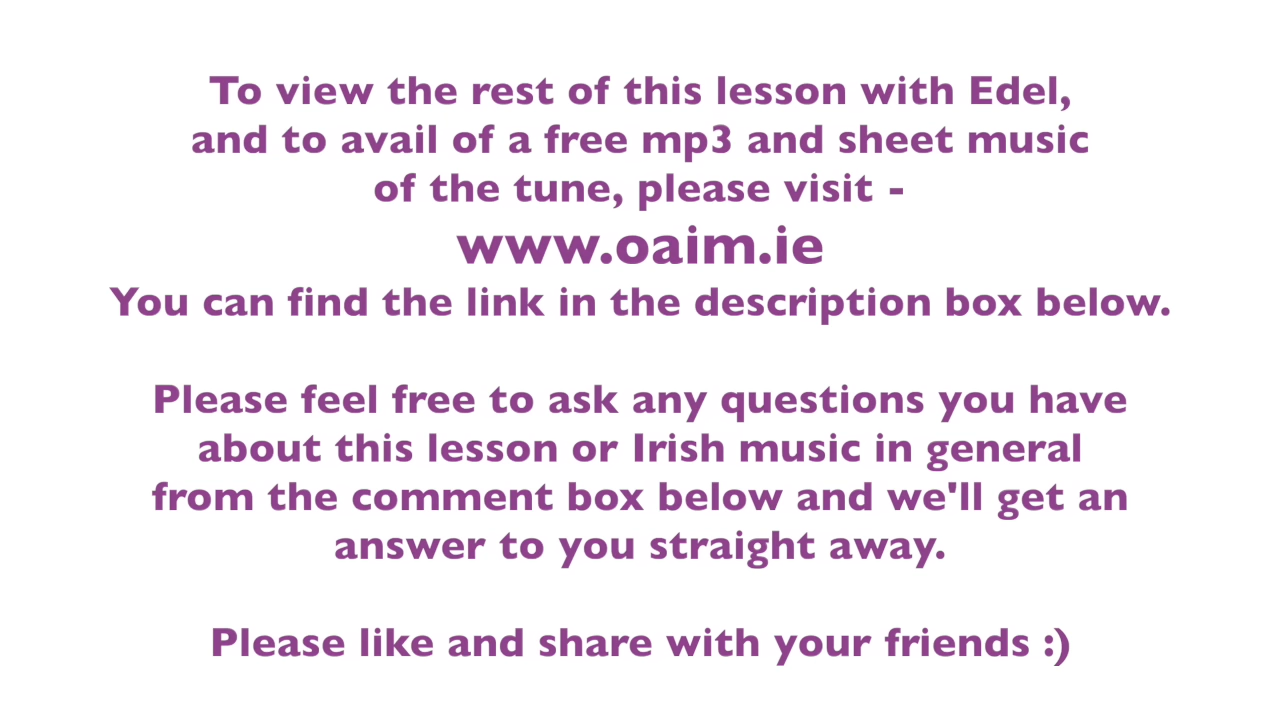 To view the rest of this lesson with Edel,
and to avail of a free mp3 and sheet music
of the tune, please visit -
www.oaim.ie
You can find the link in the description box below.
Please feel free to ask any questions you have
about this lesson or Irish music in general
from the comment box below and we'll get an
answer to you straight away.
Please like and share with your friends :)